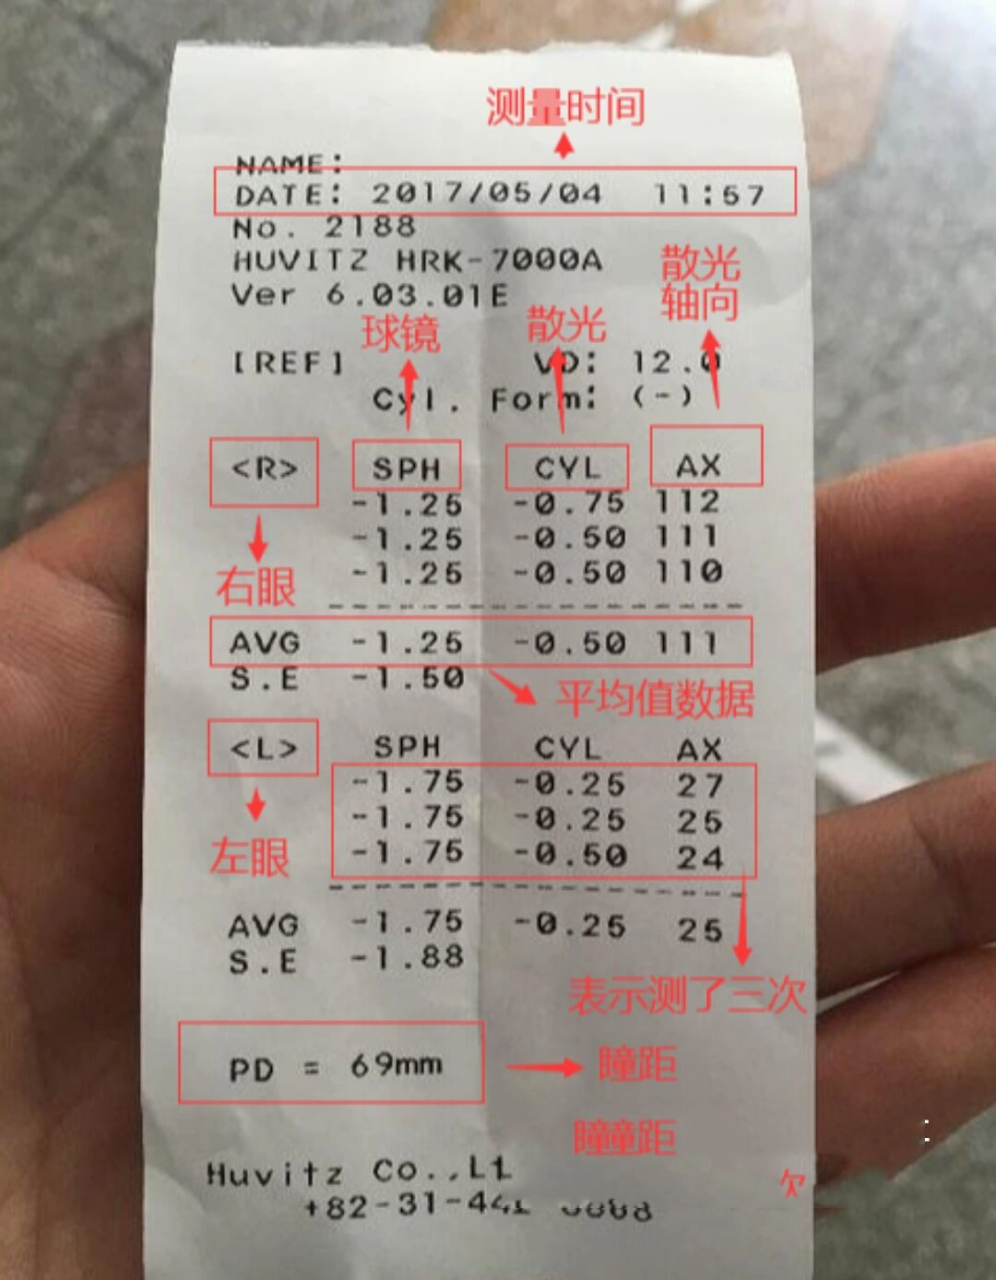 测量时间
NAME:
DATE: 2017/05/04 11:57
No. 2188
HUVITZ HRK-7000A
散光
轴向
Ver 6.03.01E
球镜 散光
[REF] VD: 12.0
Cyl. Form: (-)
<R> SPH CYL AX
-1.25 -0.75 112
-1.25 -0.50 111
-1.25 -0.50 110
右眼
AVG -1.25 -0.50 111
S.E -1.50
平均值数据
<L> SPH CYL AX
-1.75 -0.25 27
-1.75 -0.25 25
-1.75 -0.50 24
左眼
AVG -1.75 -0.25 25
S.E -1.88
表示测了三次
PD = 69mm 瞳距
瞳距
Huvitz Co.,
+82-31-